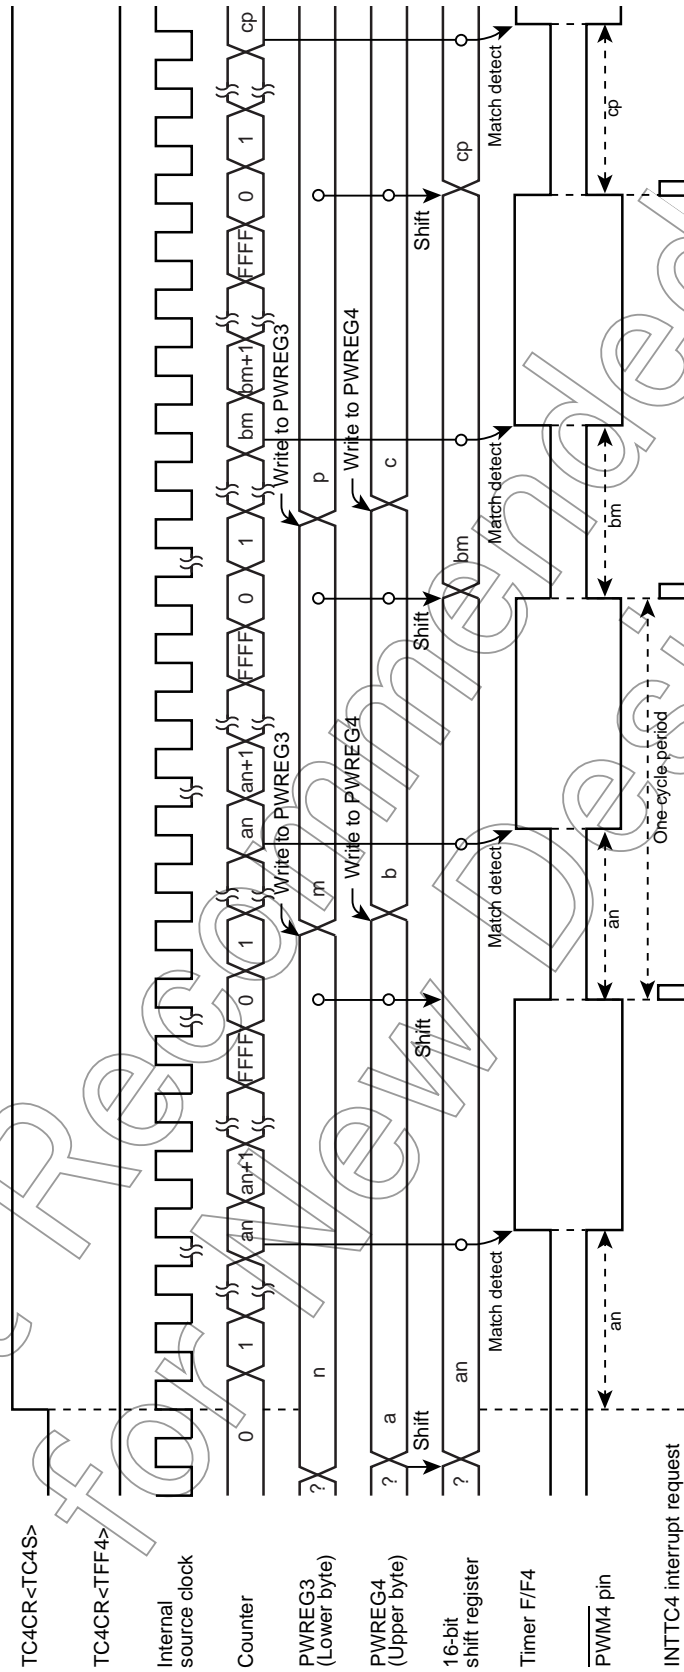 TC4CR<TC4S>
TC4CR<TFF4>
Internal
source clock
Counter
0 1 an an+1 FFFF 0 1 an an+1 FFFF 0 1 bm bm+1 FFFF 0 1 cp
Write to PWREG3 Write to PWREG3
PWREG3
(Lower byte)
? n m p
Write to PWREG4 Write to PWREG4
PWREG4
(Upper byte)
? a b c
Shift Shift Shift Shift
16-bit
shift register
? an bm cp
Match detect Match detect Match detect Match detect
Timer F/F4
PWM4 pin
an an bm cp
One cycle period
INTTC4 interrupt request
Recommended
for New Desi